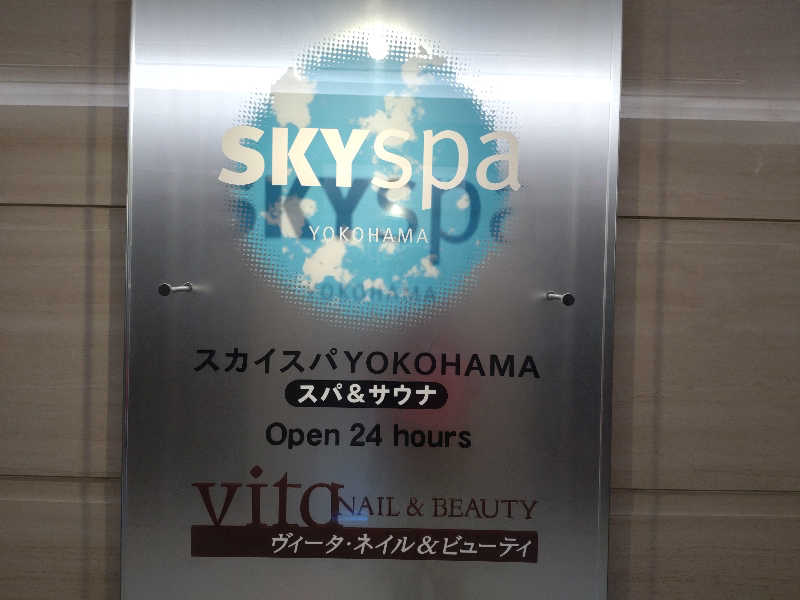 SKYspa
YOKOHAMA
スカイスパYOKOHAMA
スパ&サウナ
Open 24 hours
vita NAIL & BEAUTY
ヴィータ・ネイル&ビューティ